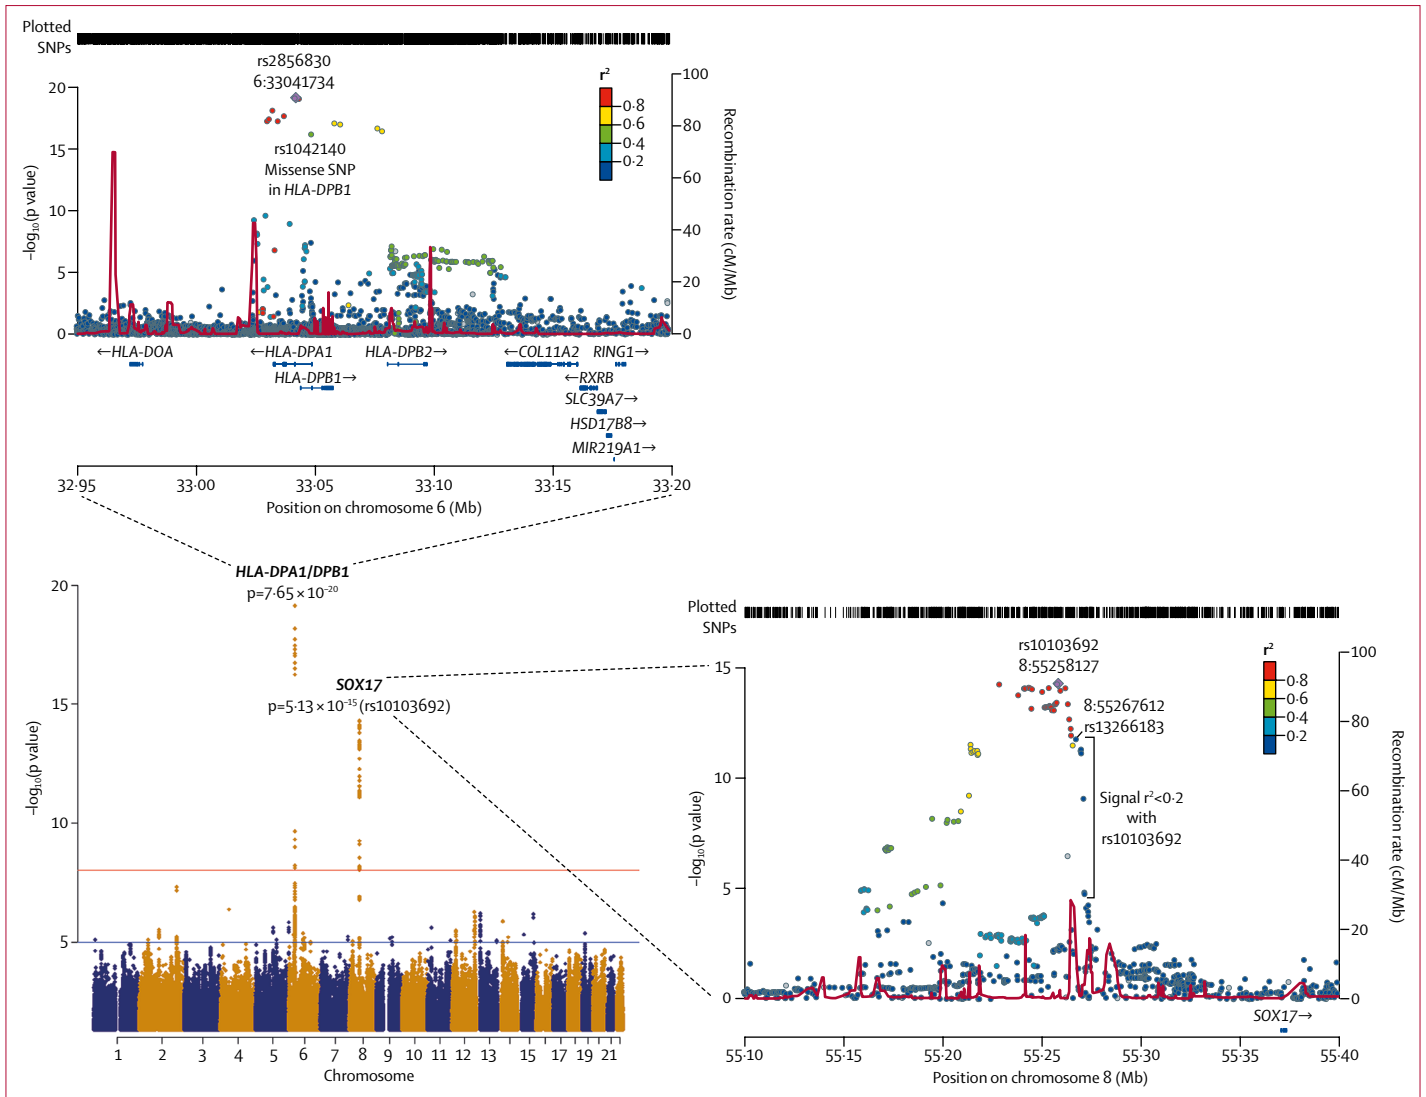 Plotted
SNPs
rs2856830
6:33041734
r²
0·8
0·6
0·4
0·2
20
15
10
5
0
–log₁₀(p value)
100
80
60
40
20
0
Recombination rate (cM/Mb)
rs1042140
Missense SNP
in HLA-DPB1
←HLA-DOA
←HLA-DPA1
HLA-DPB2→
←COL11A2
RING1→
HLA-DPB1→
←RXRB
SLC39A7→
HSD17B8→
MIR219A1→
32·95
33·00
33·05
33·10
33·15
33·20
Position on chromosome 6 (Mb)
HLA-DPA1/DPB1
p=7·65 × 10⁻²⁰
SOX17
p=5·13 × 10⁻¹⁵ (rs10103692)
20
15
10
5
–log₁₀(p value)
1 2 3 4 5 6 7 8 9 10 11 12 13 15 17 19 21
Chromosome
Plotted
SNPs
rs10103692
8:55258127
r²
0·8
0·6
0·4
0·2
8:55267612
rs13266183
Signal r²<0·2
with
rs10103692
15
10
5
0
–log₁₀(p value)
100
80
60
40
20
0
Recombination rate (cM/Mb)
SOX17→
55·10
55·15
55·20
55·25
55·30
55·35
55·40
Position on chromosome 8 (Mb)